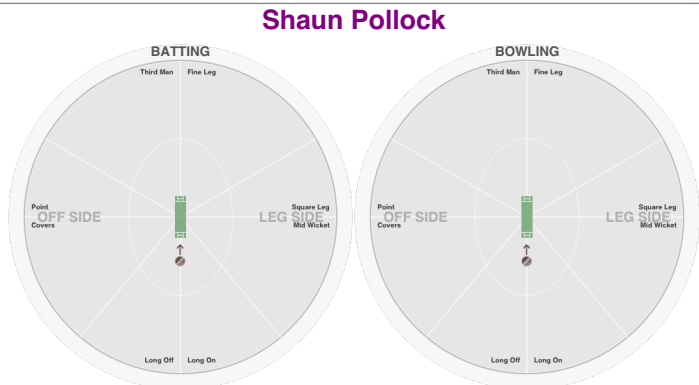 Shaun Pollock
BATTING
Third Man Fine Leg
Point
OFF SIDE
Covers
Square Leg
LEG SIDE
Mid Wicket
Long Off Long On
BOWLING
Third Man Fine Leg
Point
OFF SIDE
Covers
Square Leg
LEG SIDE
Mid Wicket
Long Off Long On